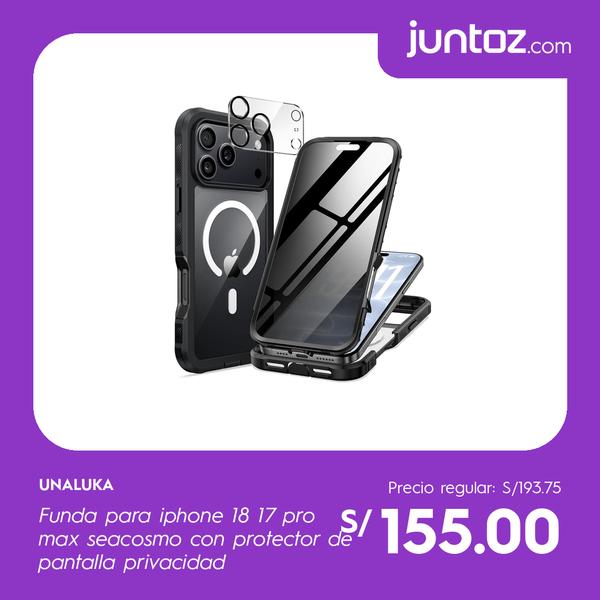 juntoz.com
UNALUKA
Funda para iphone 18 17 pro
max seacosmo con protector de
pantalla privacidad
Precio regular: S/193.75
S/155.00